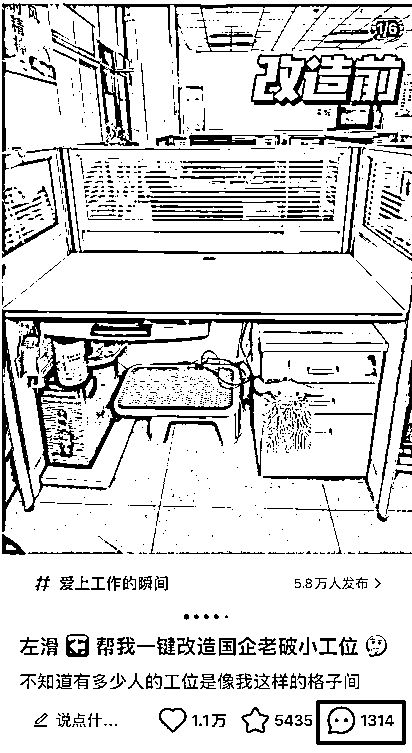 1/6
改造前
# 爱上工作的瞬间 5.8万人发布 >
左滑 帮我一键改造国企老破小工位
不知道有多少人的工位是像我这样的格子间
说点什... 1.1万 5435 1314